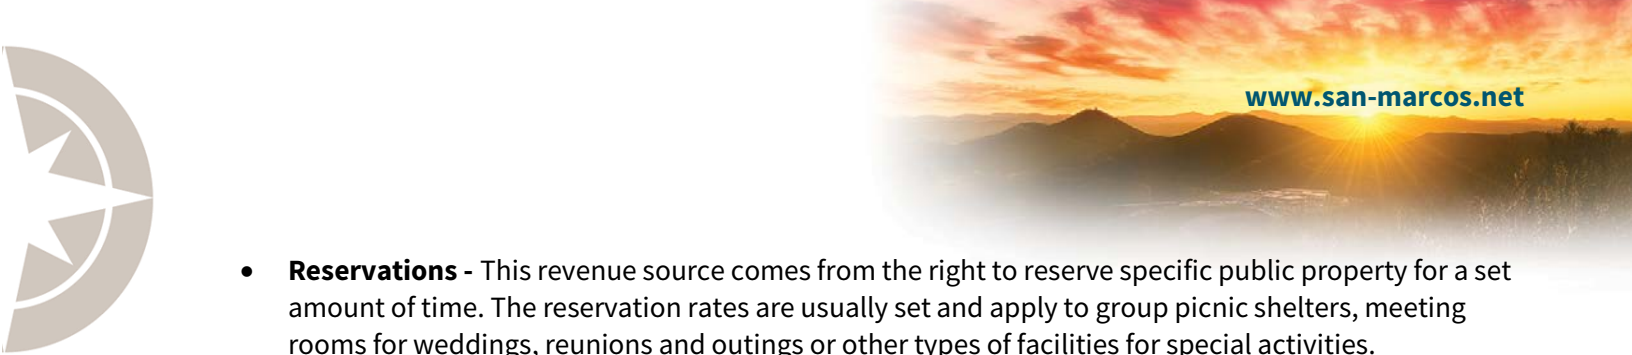 www.san-marcos.net
• Reservations - This revenue source comes from the right to reserve specific public property for a set
amount of time. The reservation rates are usually set and apply to group picnic shelters, meeting
rooms for weddings, reunions and outings or other types of facilities for special activities.